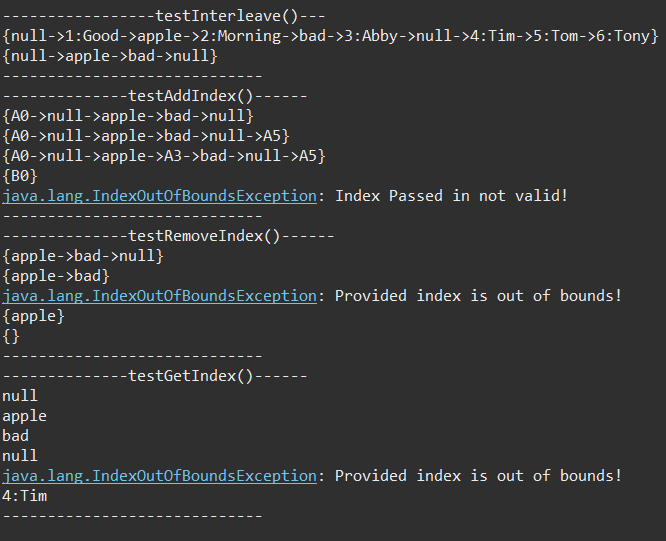 -----------------testInterleave()---
{null->1:Good->apple->2:Morning->bad->3:Abby->null->4:Tim->5:Tom->6:Tony}
{null->apple->bad->null}
-----------------------------
--------------testAddIndex()------
{A0->null->apple->bad->null}
{A0->null->apple->bad->null->A5}
{A0->null->apple->A3->bad->null->A5}
{B0}
java.lang.IndexOutOfBoundsException: Index Passed in not valid!
-----------------------------
--------------testRemoveIndex()------
{apple->bad->null}
{apple->bad}
java.lang.IndexOutOfBoundsException: Provided index is out of bounds!
{apple}
{}
-----------------------------
--------------testGetIndex()------
null
apple
bad
null
java.lang.IndexOutOfBoundsException: Provided index is out of bounds!
4:Tim
-----------------------------